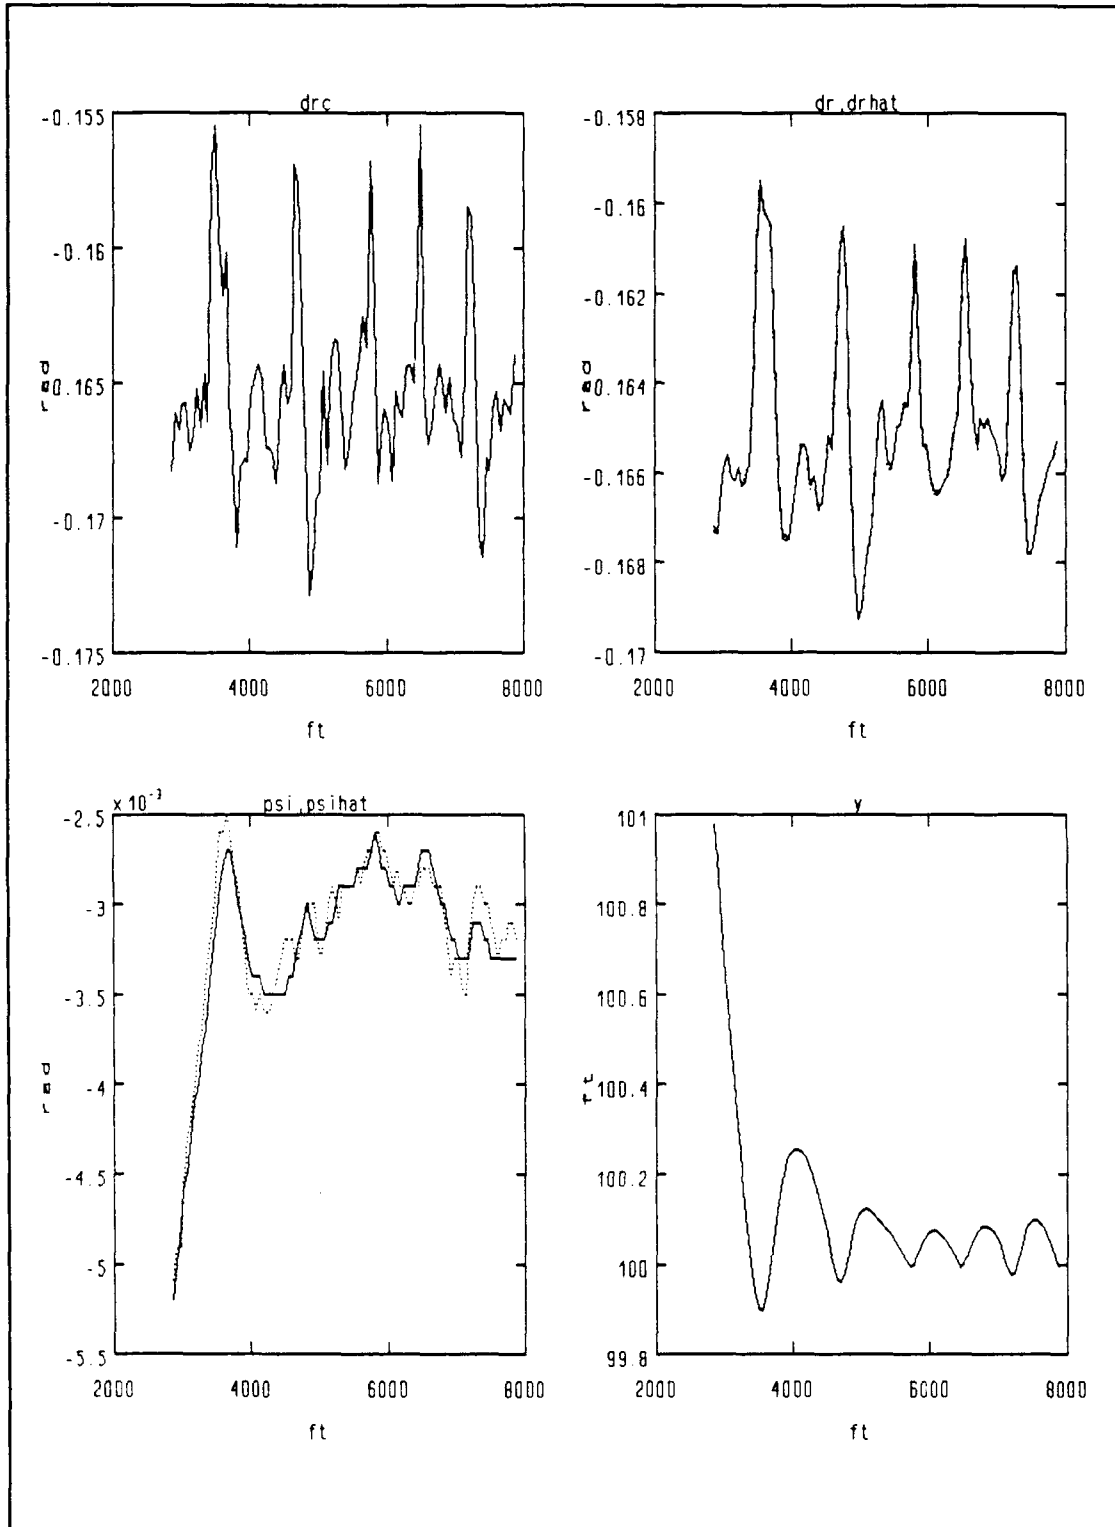 drc
-0.155
-0.16
-0.165
-0.17
-0.175
rad
2000 4000 6000 8000
ft
dr,drhat
-0.158
-0.16
-0.162
-0.164
-0.166
-0.168
-0.17
rad
2000 4000 6000 8000
ft
x 10^-3
psi,psihat
-2.5
-3
-3.5
-4
-4.5
-5
-5.5
rad
2000 4000 6000 8000
ft
y
101
100.8
100.6
100.4
100.2
100
99.8
ft
2000 4000 6000 8000
ft